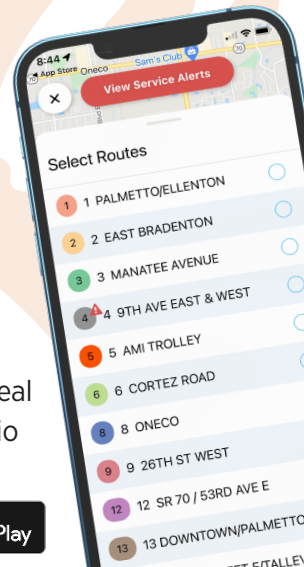 8:44
App Store
Oneco
Sam's Club
70
70
View Service Alerts
Select Routes
1 1 PALMETTO/ELLENTON
2 2 EAST BRADENTON
3 3 MANATEE AVENUE
4 4 9TH AVE EAST & WEST
5 5 AMI TROLLEY
6 6 CORTEZ ROAD
8 8 ONECO
9 9 26TH ST WEST
12 12 SR 70 / 53RD AVE E
13 13 DOWNTOWN/PALMETTO
eal
io
Play